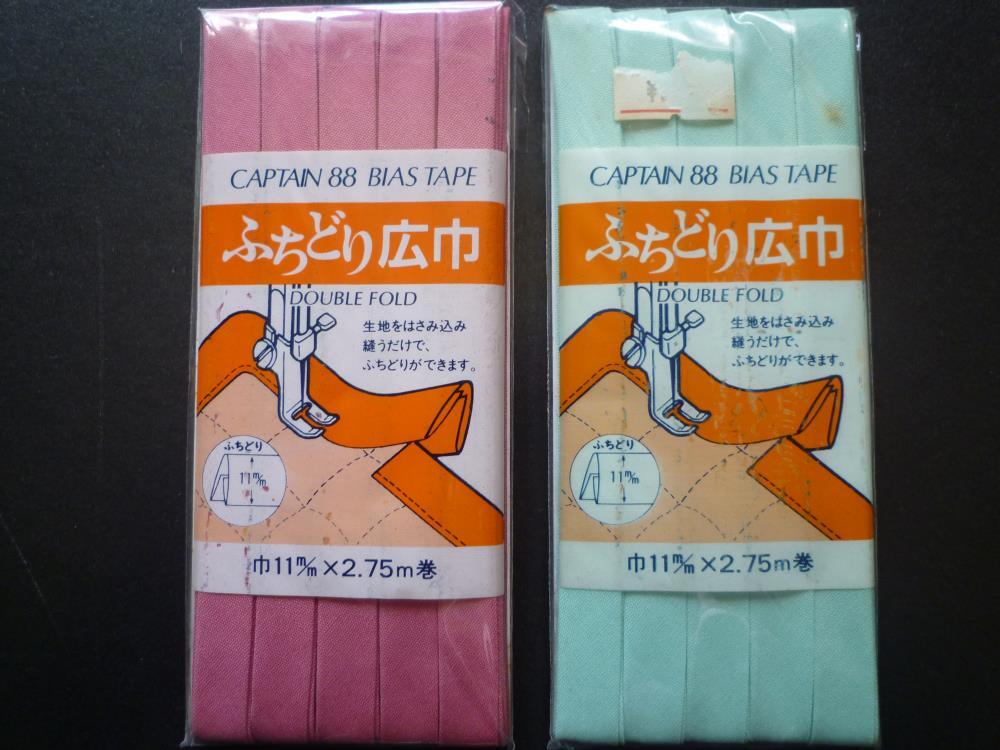 CAPTAIN 88 BIAS TAPE
ふちどり広巾
DOUBLE FOLD
生地をはさみ込み
縫うだけで、
ふちどりができます。
ふちどり
11m/m
巾11m/m×2.75m巻
CAPTAIN 88 BIAS TAPE
ふちどり広巾
DOUBLE FOLD
生地をはさみ込み
縫うだけで、
ふちどりができます。
ふちどり
11m/m
巾11m/m×2.75m巻